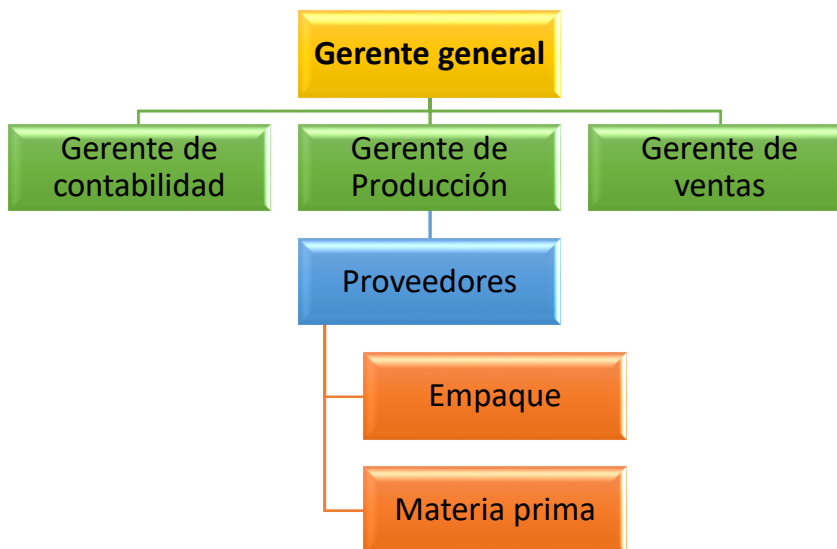 Gerente general
Gerente de
contabilidad
Gerente de
Producción
Gerente de
ventas
Proveedores
Empaque
Materia prima